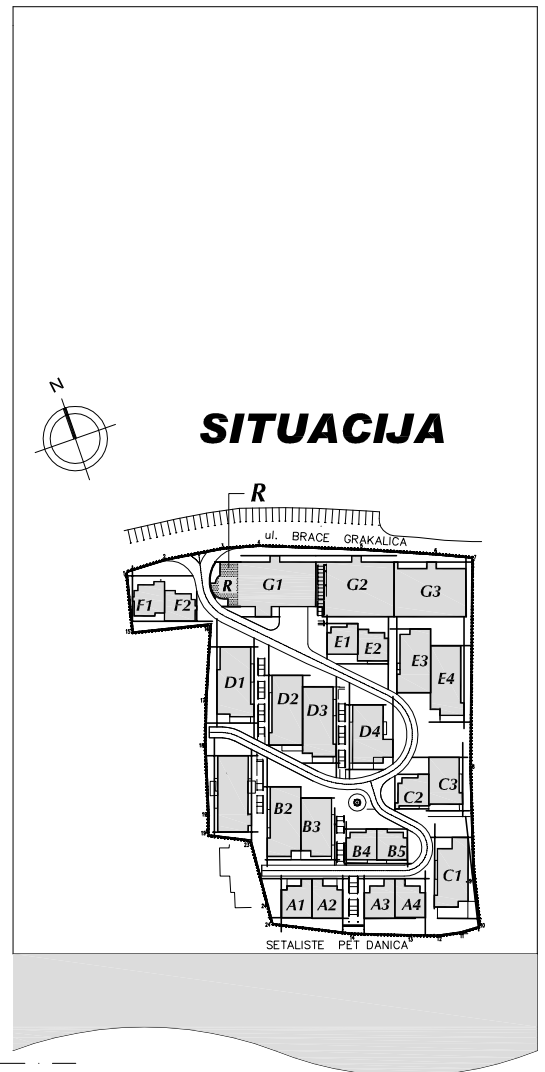 N
SITUACIJA
R
ul. BRACE GRAKALICA
R G1 G2 G3
F1 F2
E1 E2 E3 E4
D1 D2 D3 D4
C2 C3
B2 B3
B4 B5
C1
A1 A2 A3 A4
SETALISTE PET DANICA